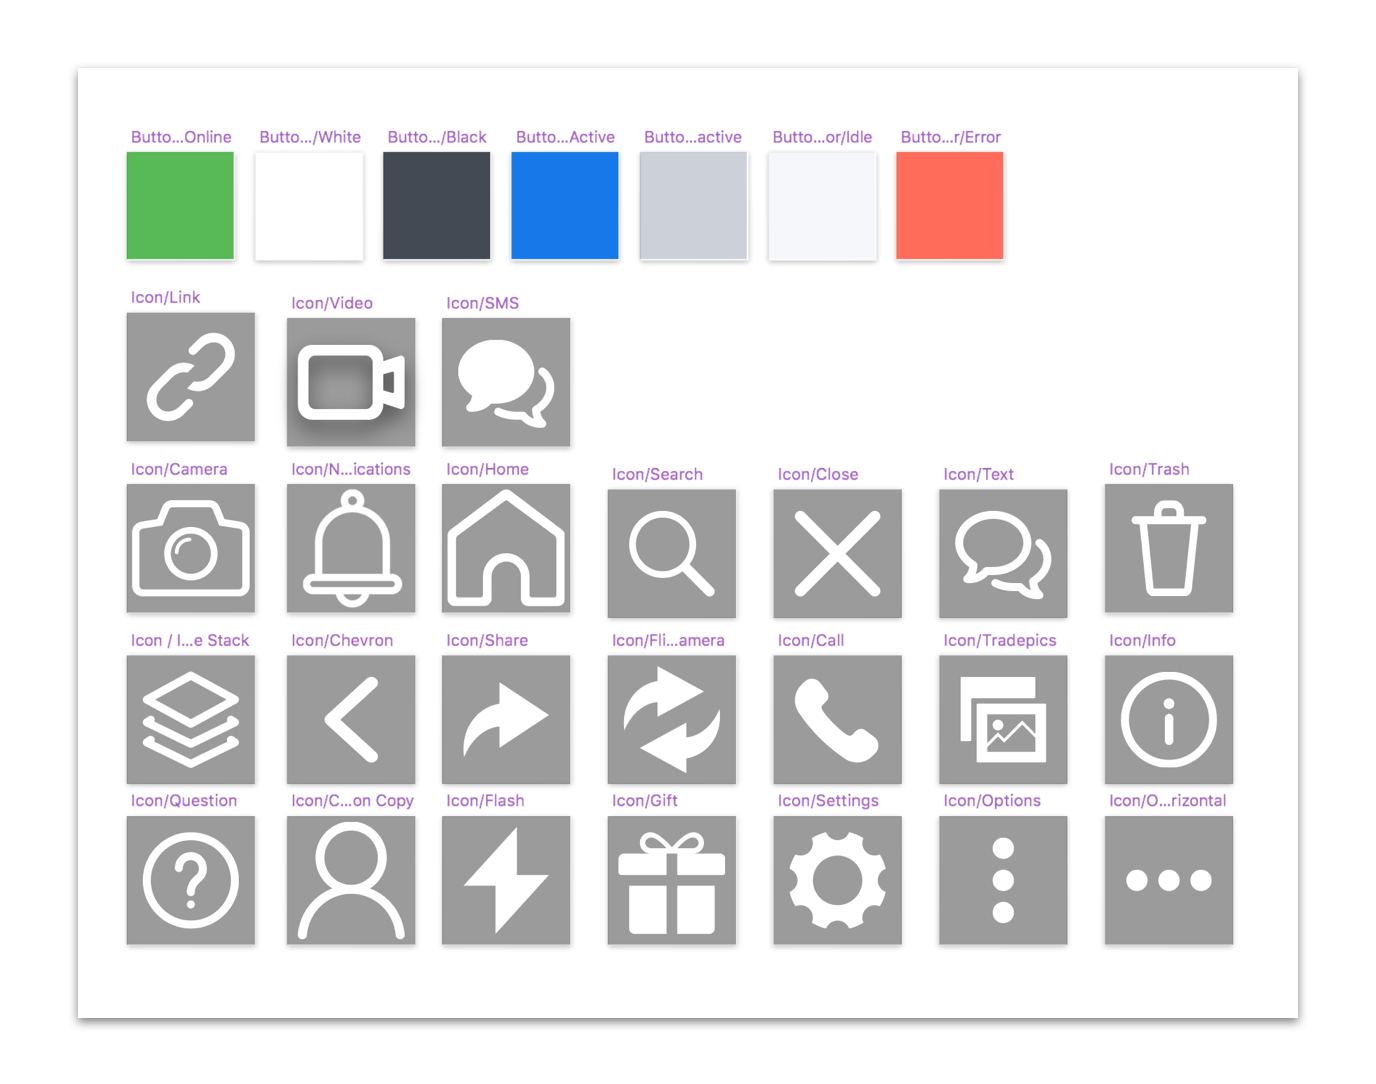 Butto...Online Butto.../White Butto.../Black Butto...Active Butto...active Butto...or/Idle Butto...r/Error
Icon/Link Icon/Video Icon/SMS
Icon/Camera Icon/N...ications Icon/Home Icon/Search Icon/Close Icon/Text Icon/Trash
Icon / I...e Stack Icon/Chevron Icon/Share Icon/Fli...amera Icon/Call Icon/Tradepics Icon/Info
Icon/Question Icon/C...on Copy Icon/Flash Icon/Gift Icon/Settings Icon/Options Icon/O...rizontal